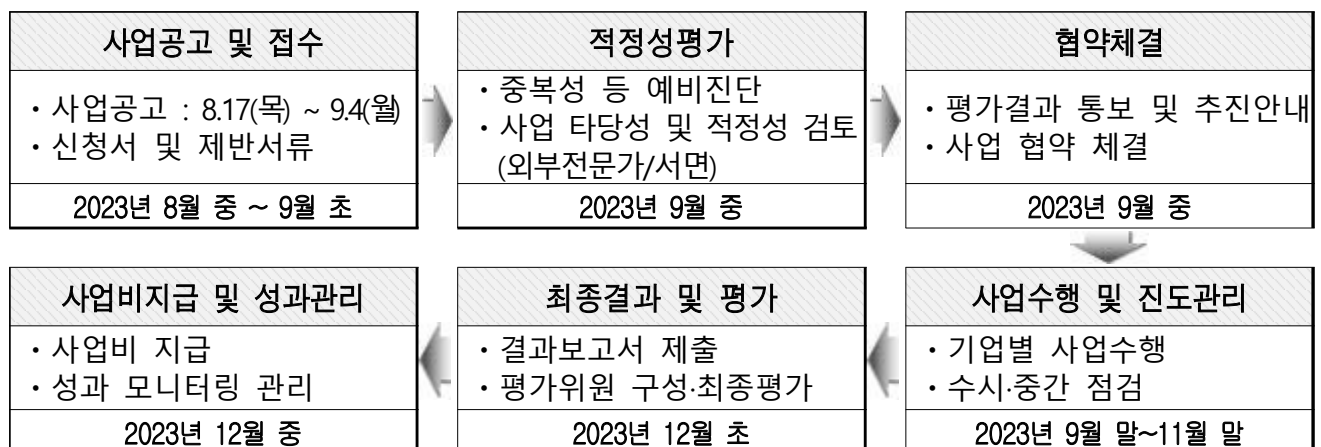 사업공고 및 접수
· 사업공고 : 8.17(목) ~ 9.4(월)
· 신청서 및 제반서류
2023년 8월 중 ~ 9월 초
적정성평가
· 중복성 등 예비진단
· 사업 타당성 및 적정성 검토
(외부전문가/서면)
2023년 9월 중
협약체결
· 평가결과 통보 및 추진안내
· 사업 협약 체결
2023년 9월 중
사업수행 및 진도관리
· 기업별 사업수행
· 수시·중간 점검
2023년 9월 말~11월 말
최종결과 및 평가
· 결과보고서 제출
· 평가위원 구성·최종평가
2023년 12월 초
사업비지급 및 성과관리
· 사업비 지급
· 성과 모니터링 관리
2023년 12월 중